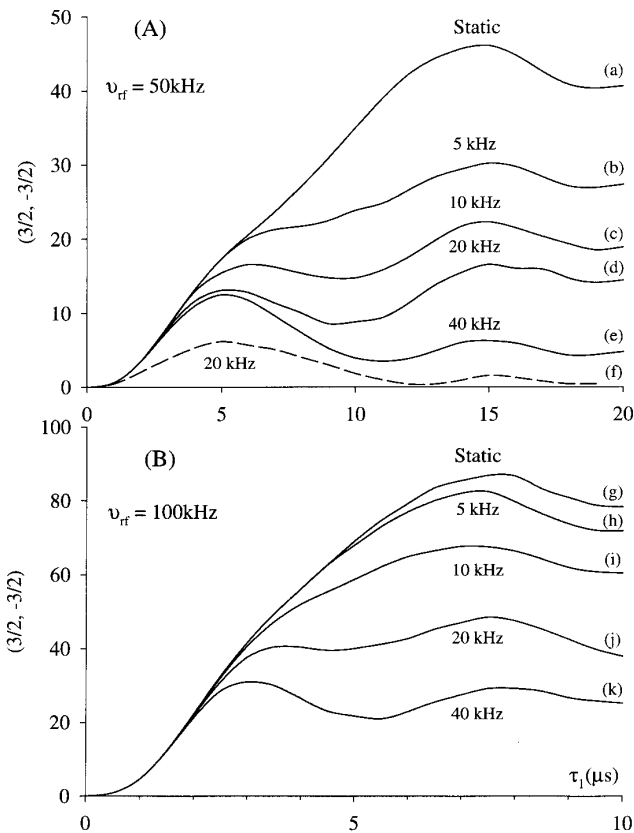 50
(A)
Static
(a)
υrf = 50kHz
40
5 kHz
30
(b)
(3/2, -3/2)
10 kHz
20
(c)
20 kHz
(d)
10
40 kHz
(e)
20 kHz
(f)
0
0 5 10 15 20
100
(B)
Static
(g)
80
5 kHz
(h)
υrf = 100kHz
(i)
60
10 kHz
(3/2, -3/2)
40
20 kHz
(j)
(k)
20
40 kHz
τ1(μs)
0
0 5 10